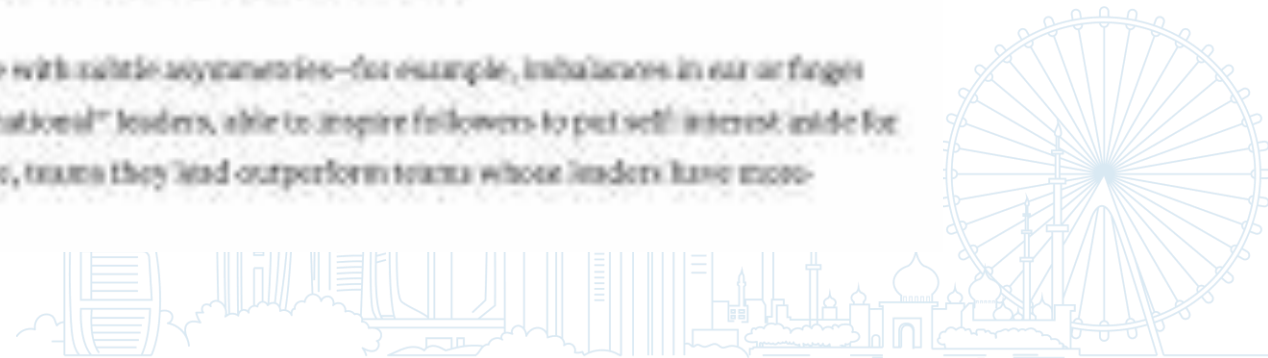 with subtle asymmetries–for example, imbalances in ear or finger
leaders, able to inspire followers to put self-interest aside for
teams they lead outperform teams whose leaders have more-